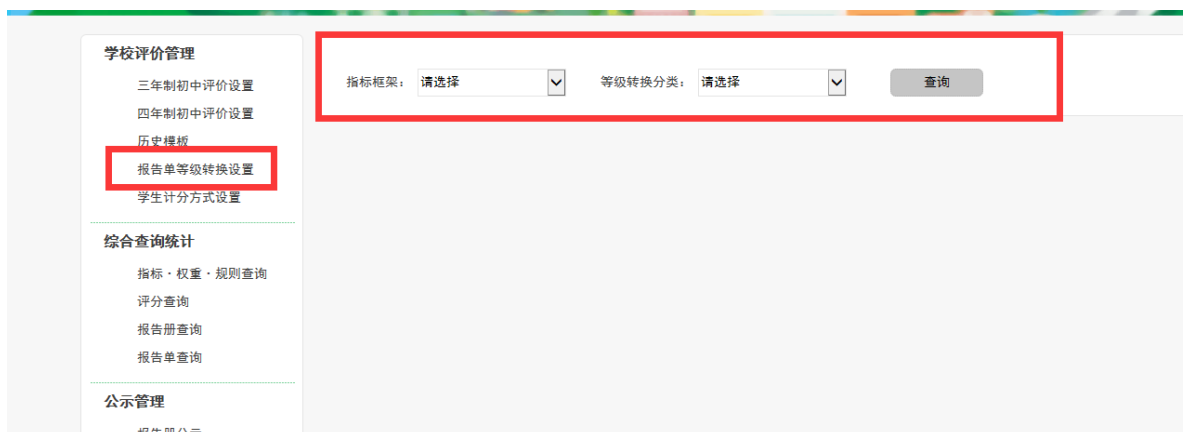 学校评价管理
三年制初中评价设置
四年制初中评价设置
历史模板
报告单等级转换设置
学生计分方式设置
综合查询统计
指标·权重·规则查询
评分查询
报告册查询
报告单查询
公示管理
报告册公示
指标框架： 请选择 等级转换分类： 请选择 查询